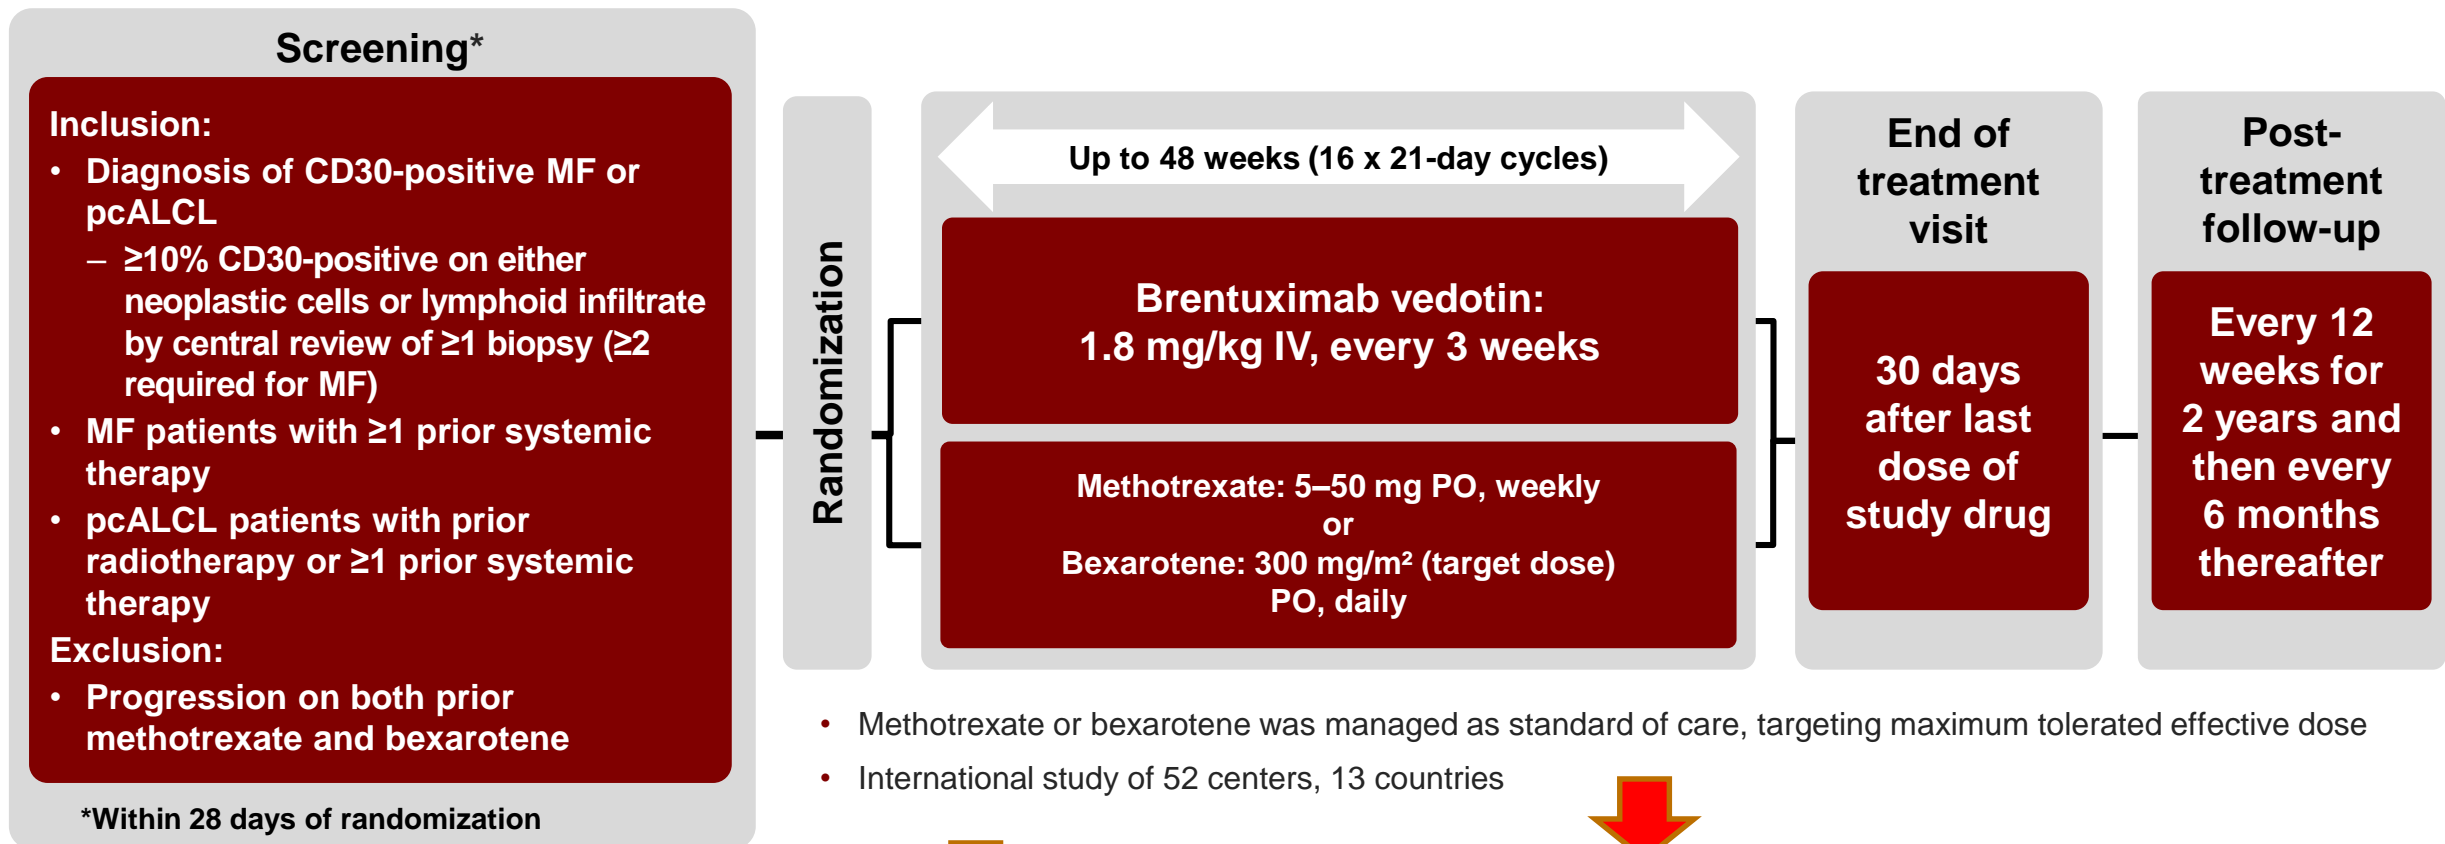 Screening*
Inclusion:
• Diagnosis of CD30-positive MF or
pcALCL
– ≥10% CD30-positive on either
neoplastic cells or lymphoid infiltrate
by central review of ≥1 biopsy (≥2
required for MF)
• MF patients with ≥1 prior systemic
therapy
• pcALCL patients with prior
radiotherapy or ≥1 prior systemic
therapy
Exclusion:
• Progression on both prior
methotrexate and bexarotene
*Within 28 days of randomization
Randomization
Up to 48 weeks (16 x 21-day cycles)
Brentuximab vedotin:
1.8 mg/kg IV, every 3 weeks
Methotrexate: 5–50 mg PO, weekly
or
Bexarotene: 300 mg/m² (target dose)
PO, daily
End of
treatment
visit
30 days
after last
dose of
study drug
Post-
treatment
follow-up
Every 12
weeks for
2 years and
then every
6 months
thereafter
• Methotrexate or bexarotene was managed as standard of care, targeting maximum tolerated effective dose
• International study of 52 centers, 13 countries